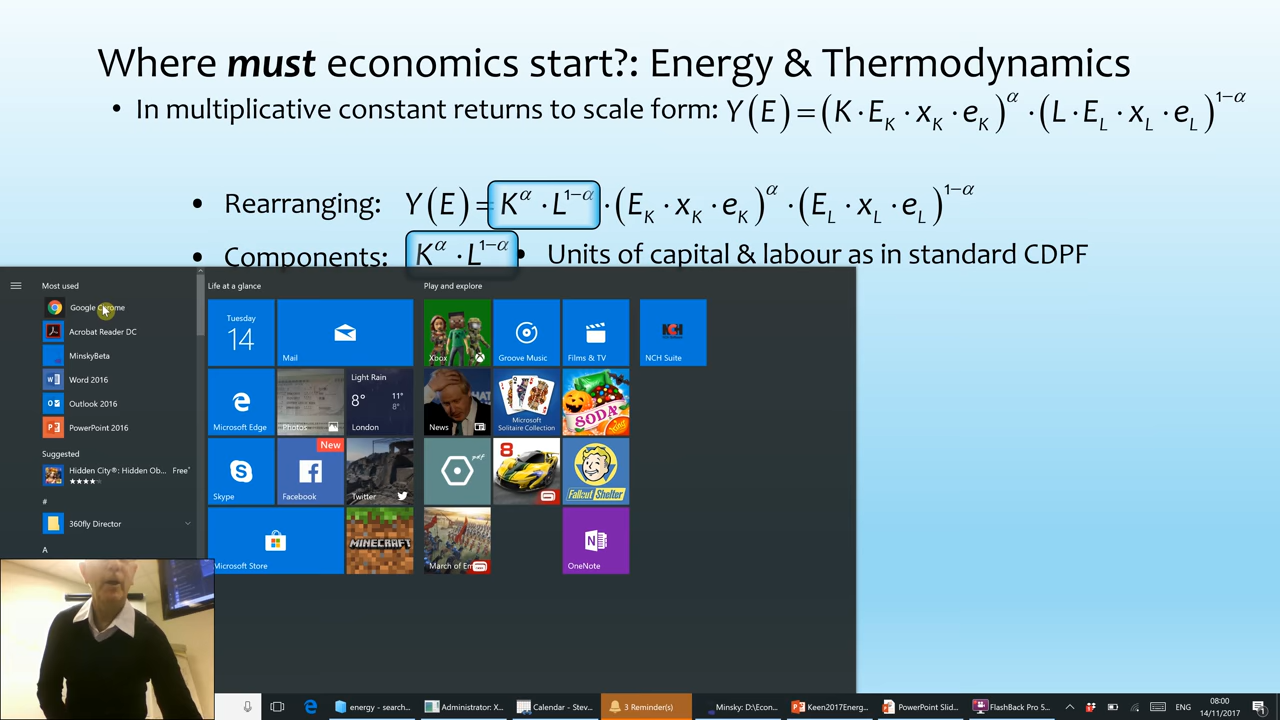 Where must economics start?: Energy & Thermodynamics
• In multiplicative constant returns to scale form: Y(E)=(K·E_K·x_K·e_K)^α·(L·E_L·x_L·e_L)^{1−α}
• Rearranging: Y(E)=K^α·L^{1−α}·(E_K·x_K·e_K)^α·(E_L·x_L·e_L)^{1−α}
• Components: K^α·L^{1−α} • Units of capital & labour as in standard CDPF
Most used
Google Chrome
Acrobat Reader DC
MinskyBeta
Word 2016
Outlook 2016
PowerPoint 2016
Suggested
Hidden City®: Hidden Ob... Free*
#
360fly Director
A
Life at a glance
Tuesday
14
Mail
Microsoft Edge
Photos
Light Rain
8° 11°
8°
London
Skype
New
Facebook
Twitter
Microsoft Store
MINECRAFT
Play and explore
Xbox
Groove Music
Films & TV
News
Microsoft
Solitaire Collection
SODA
8
Fallout Shelter
March of Em
OneNote
NCH
NCH Suite
energy - search...
Administrator: X...
Calendar - Stev...
3 Reminder(s)
Minsky: D:\Econ...
Keen2017Energ...
PowerPoint Slid...
FlashBack Pro 5...
ENG
08:00
14/11/2017